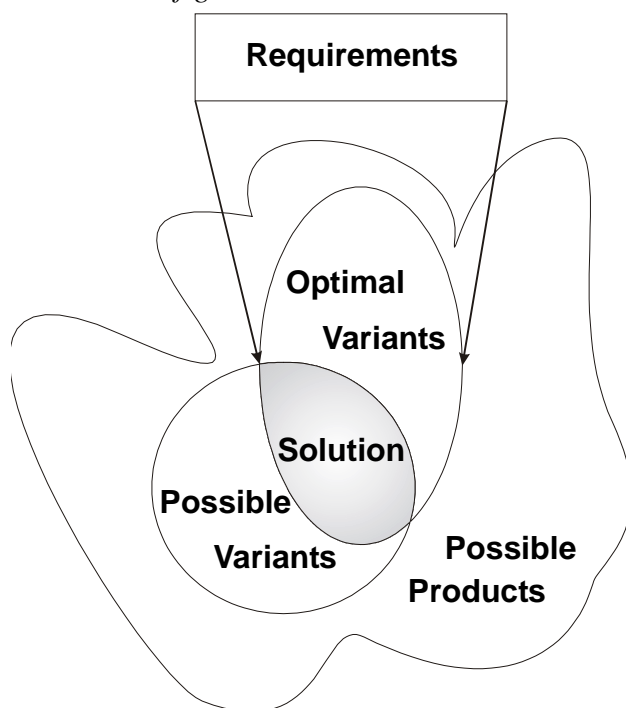 Requirements
Optimal
Variants
Solution
Possible
Variants
Possible
Products